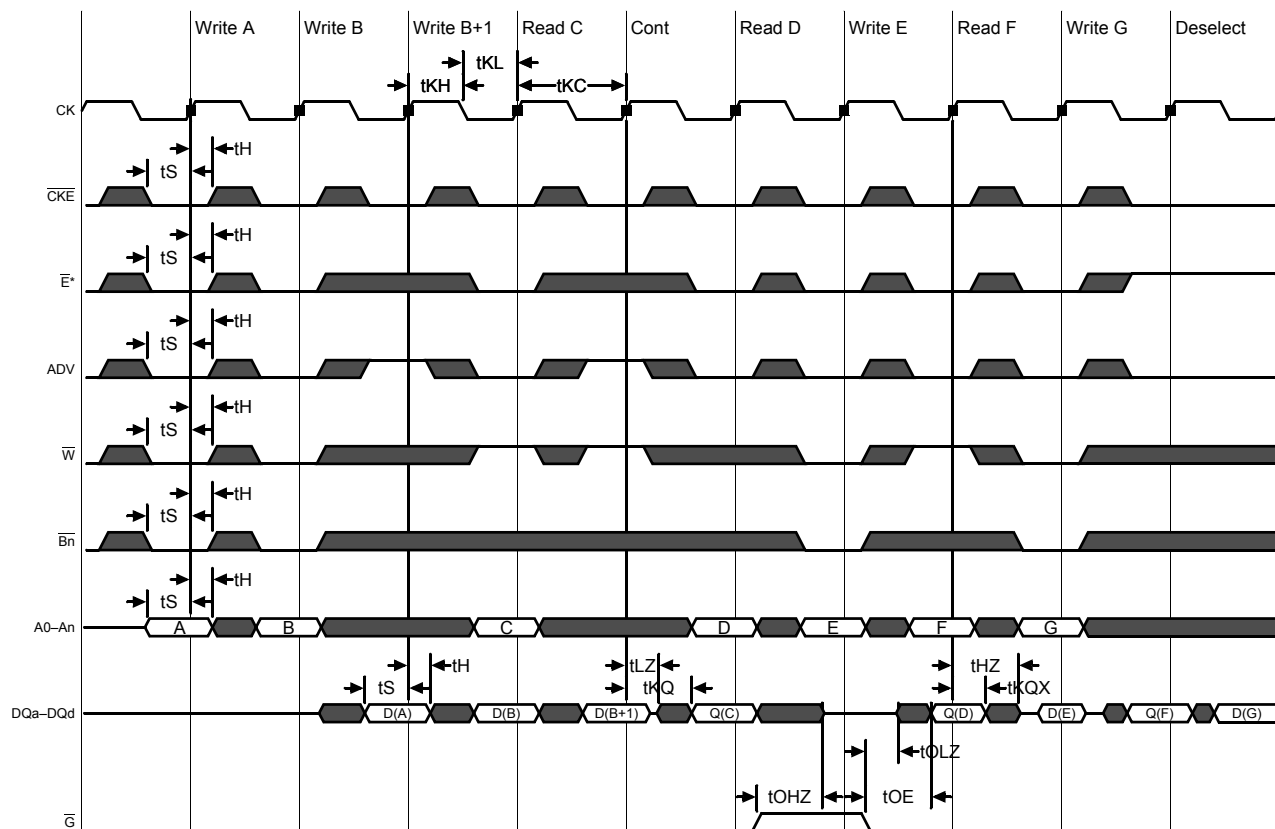 Write A Write B Write B+1 Read C Cont Read D Write E Read F Write G Deselect
tKL
tKH tKC
CK
tH
tS
CKE
tH
tS
E*
tH
tS
ADV
tH
tS
W
tH
tS
Bn
tH
tS
A0–An A B C D E F G
tH tLZ tHZ
tS tKQ tKQX
DQa–DQd D(A) D(B) D(B+1) Q(C) Q(D) D(E) Q(F) D(G)
tOLZ
tOHZ tOE
G